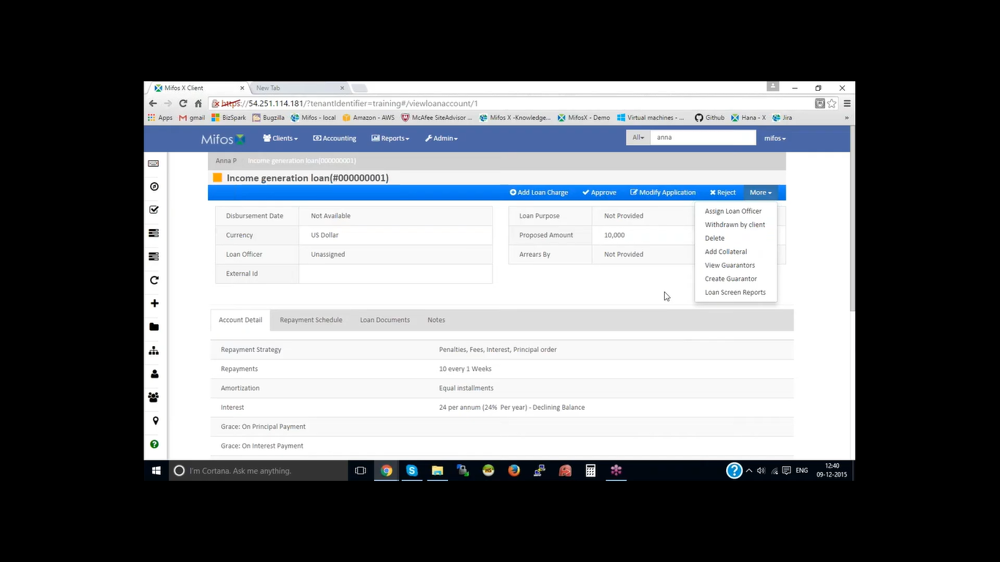 Mifos X Client
New Tab
https://54.251.114.181/?tenantIdentifier=training#/viewloanaccount/1
Apps gmail BizSpark Bugzilla Mifos - local Amazon - AWS McAfee SiteAdvisor ... Mifos X -Knowledge... MifosX - Demo Virtual machines - ... Github Hana - X Jira »
Mifos X Clients Accounting Reports Admin All anna mifos
Anna P Income generation loan(000000001)
Income generation loan(#000000001)
Add Loan Charge Approve Modify Application Reject More
Assign Loan Officer
Withdrawn by client
Delete
Add Collateral
View Guarantors
Create Guarantor
Loan Screen Reports
Disbursement Date Not Available
Currency US Dollar
Loan Officer Unassigned
External Id
Loan Purpose Not Provided
Proposed Amount 10,000
Arrears By Not Provided
Account Detail Repayment Schedule Loan Documents Notes
Repayment Strategy Penalties, Fees, Interest, Principal order
Repayments 10 every 1 Weeks
Amortization Equal installments
Interest 24 per annum (24% Per year) - Declining Balance
Grace: On Principal Payment
Grace: On Interest Payment
I'm Cortana. Ask me anything.
HS
ENG
12:40
09-12-2015